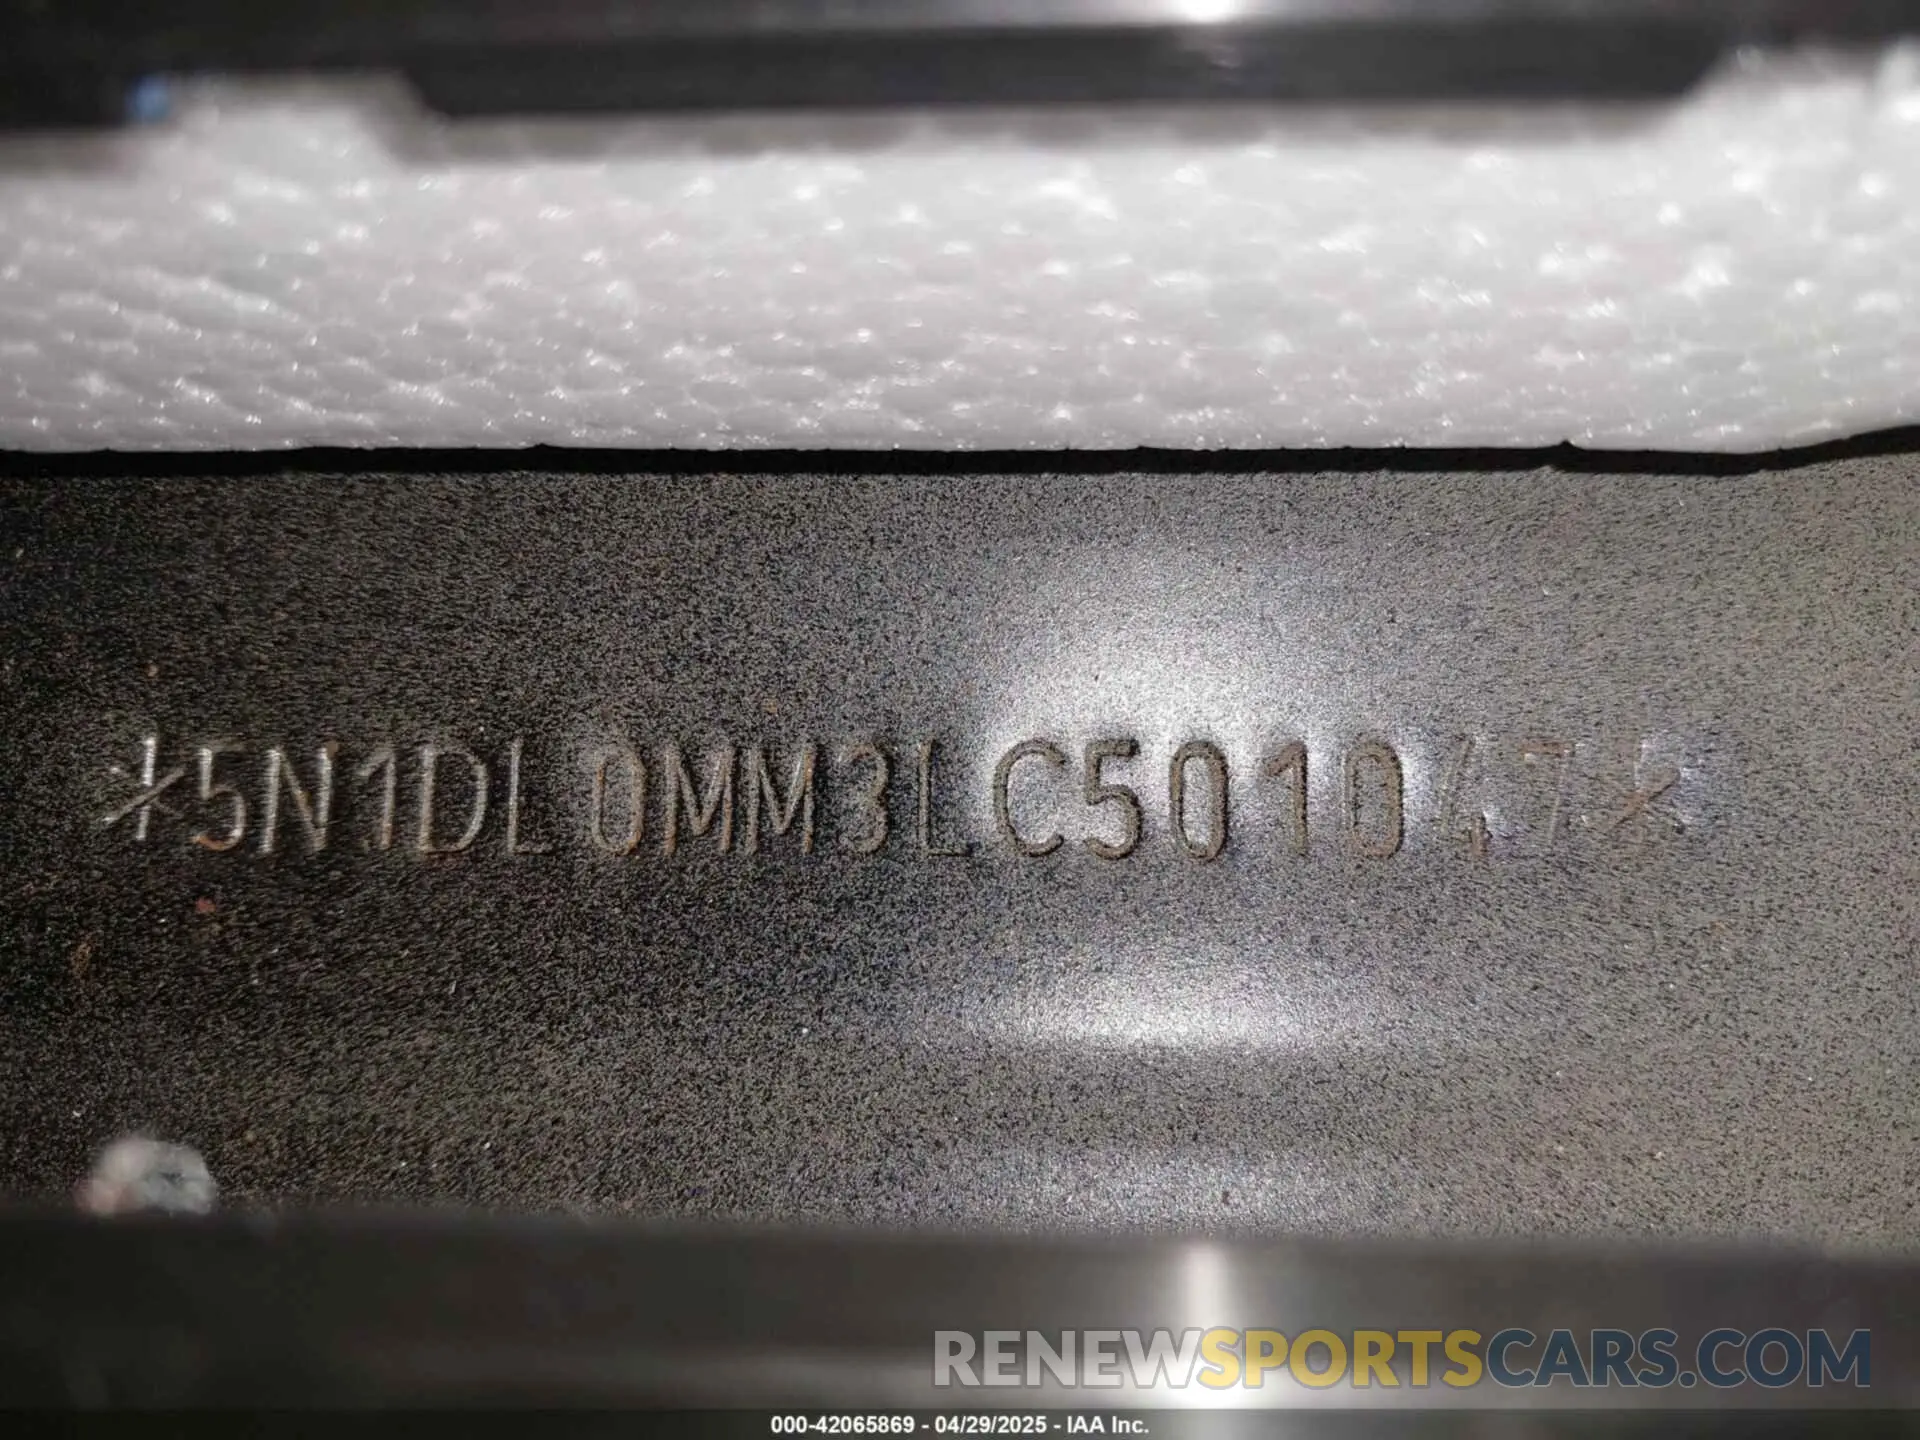 *5N1DL0MM3LC501047*
RENEWSPORTSCARS.COM
000-42065869 - 04/29/2025 - IAA Inc.